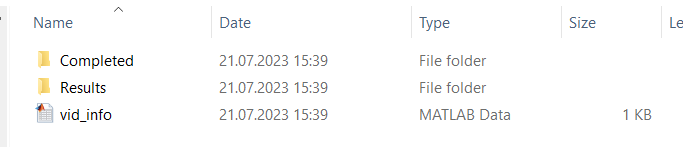 Name Date Type Size Le
Completed 21.07.2023 15:39 File folder
Results 21.07.2023 15:39 File folder
vid_info 21.07.2023 15:39 MATLAB Data 1 KB